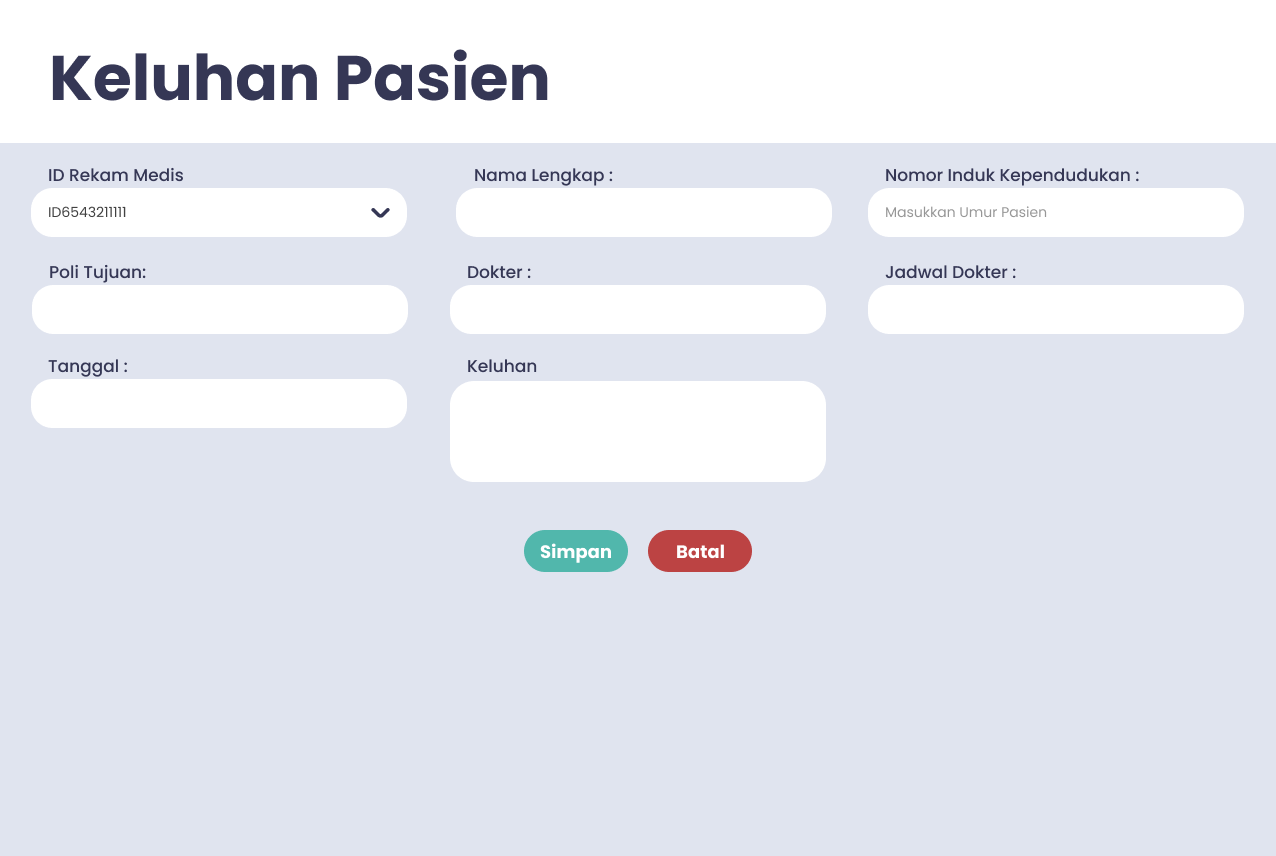 Keluhan Pasien
ID Rekam Medis
ID6543211111
Nama Lengkap :
Nomor Induk Kependudukan :
Masukkan Umur Pasien
Poli Tujuan:
Dokter :
Jadwal Dokter :
Tanggal :
Keluhan
Simpan
Batal